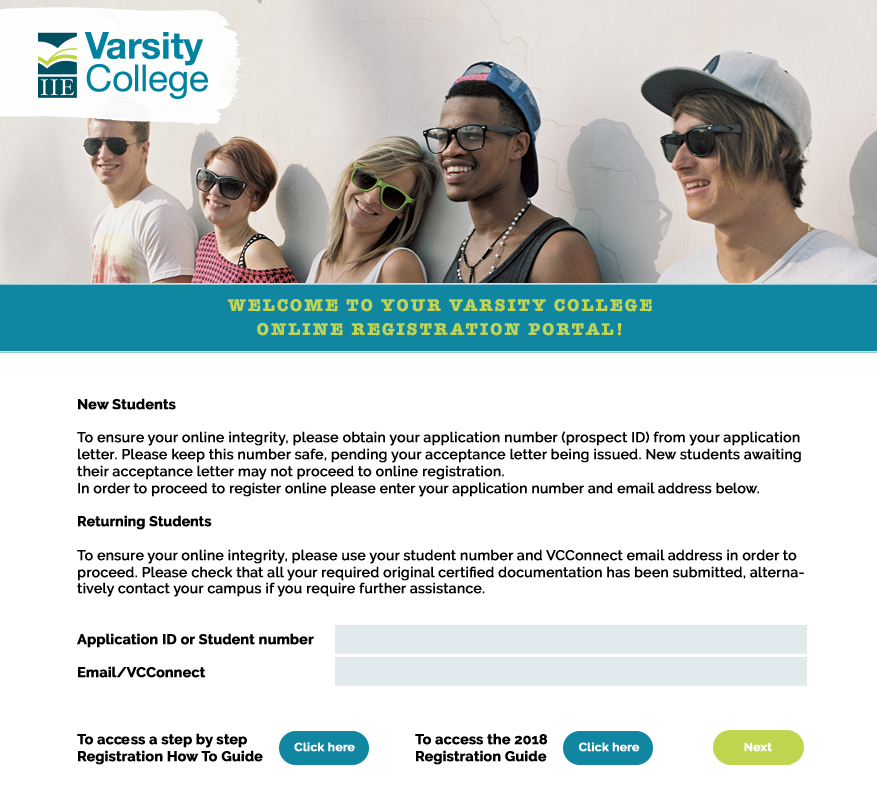 Varsity
College
IIE
WELCOME TO YOUR VARSITY COLLEGE
ONLINE REGISTRATION PORTAL!
New Students
To ensure your online integrity, please obtain your application number (prospect ID) from your application
letter. Please keep this number safe, pending your acceptance letter being issued. New students awaiting
their acceptance letter may not proceed to online registration.
In order to proceed to register online please enter your application number and email address below.
Returning Students
To ensure your online integrity, please use your student number and VCConnect email address in order to
proceed. Please check that all your required original certified documentation has been submitted, alterna-
tively contact your campus if you require further assistance.
Application ID or Student number
Email/VCConnect
To access a step by step
Registration How To Guide
Click here
To access the 2018
Registration Guide
Click here
Next